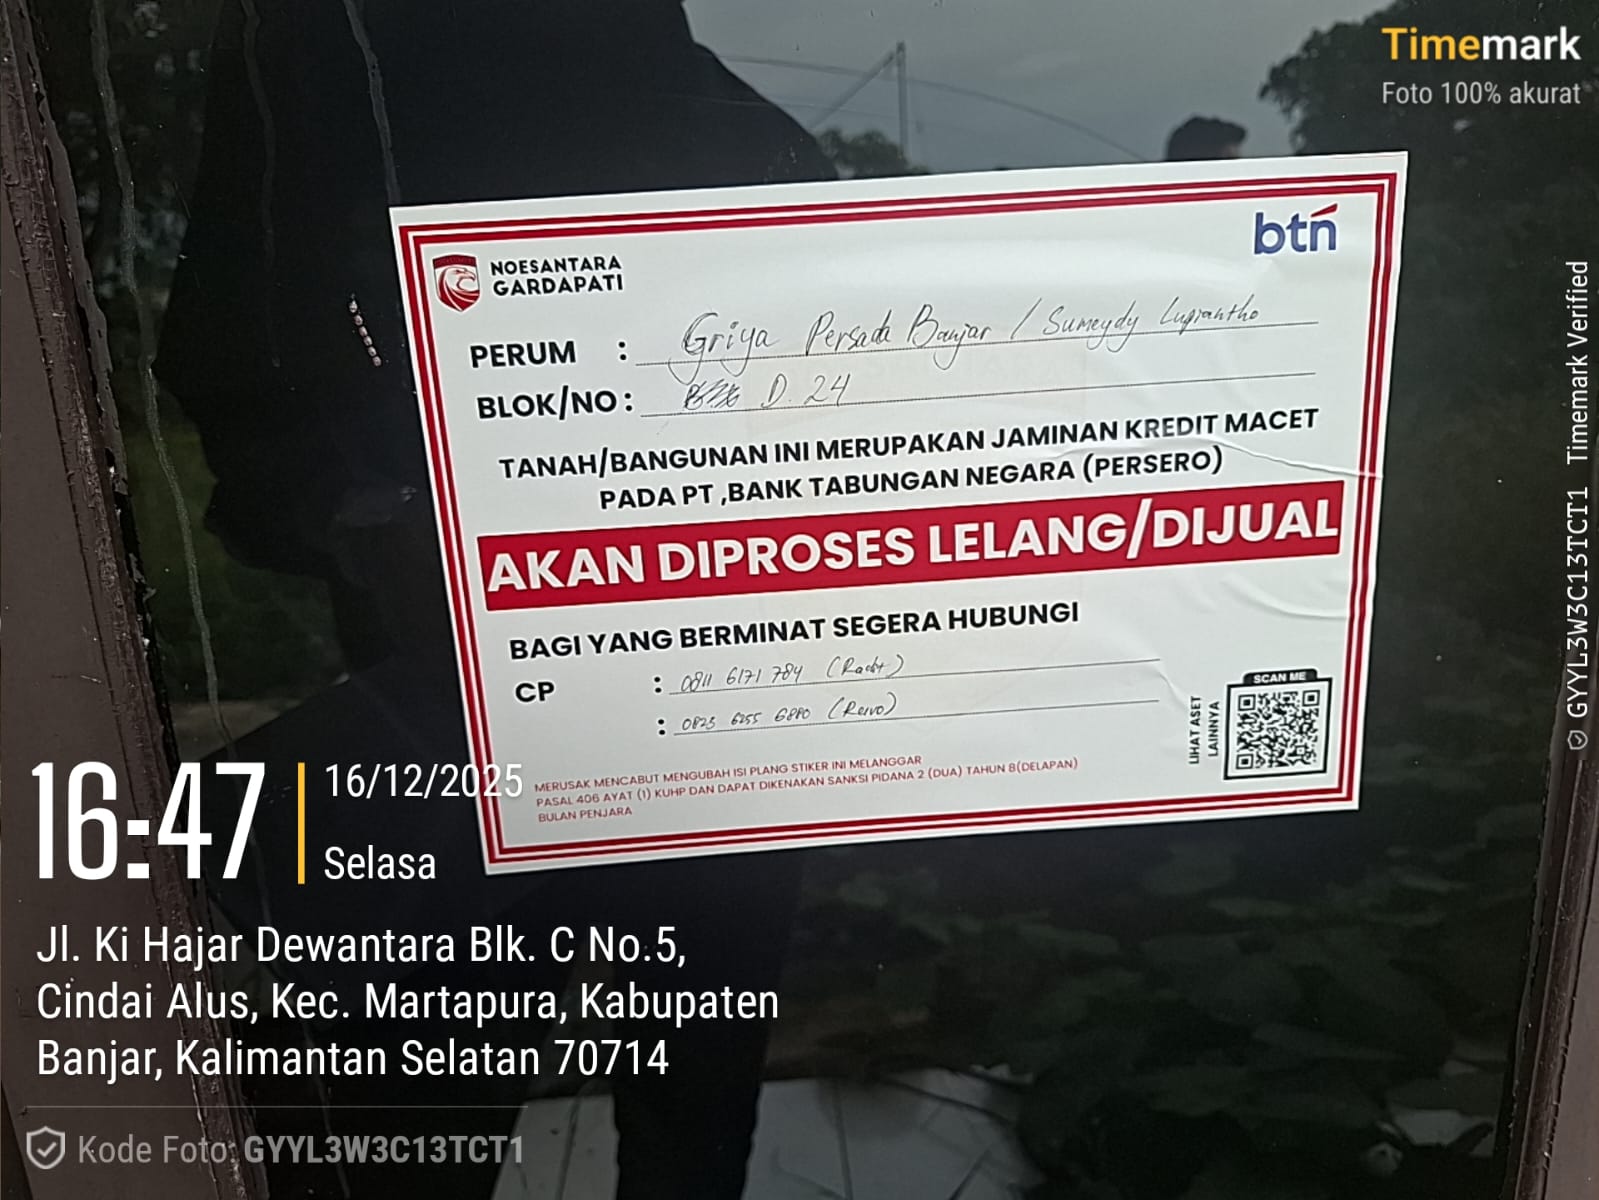 Timemark
Foto 100% akurat
NOESANTARA
GARDAPATI
btn
PERUM : Griya Persada Banjar / Sumeydy Lugiantho
BLOK/NO : D. 24
TANAH/BANGUNAN INI MERUPAKAN JAMINAN KREDIT MACET
PADA PT ,BANK TABUNGAN NEGARA (PERSERO)
AKAN DIPROSES LELANG/DIJUAL
BAGI YANG BERMINAT SEGERA HUBUNGI
CP : 0811 6171 784
: 0823 6255 6880
SCAN ME
LIHAT ASET
LAINNYA
MERUSAK MENCABUT MENGUBAH ISI PLANG STIKER INI MELANGGAR
PASAL 406 AYAT (1) KUHP DAN DAPAT DIKENAKAN SANKSI PIDANA 2 (DUA) TAHUN 8(DELAPAN)
BULAN PENJARA
16:47
16/12/2025
Selasa
Jl. Ki Hajar Dewantara Blk. C No.5,
Cindai Alus, Kec. Martapura, Kabupaten
Banjar, Kalimantan Selatan 70714
Kode Foto: GYYL3W3C13TCT1
GYYL3W3C13TCT1 Timemark Verified